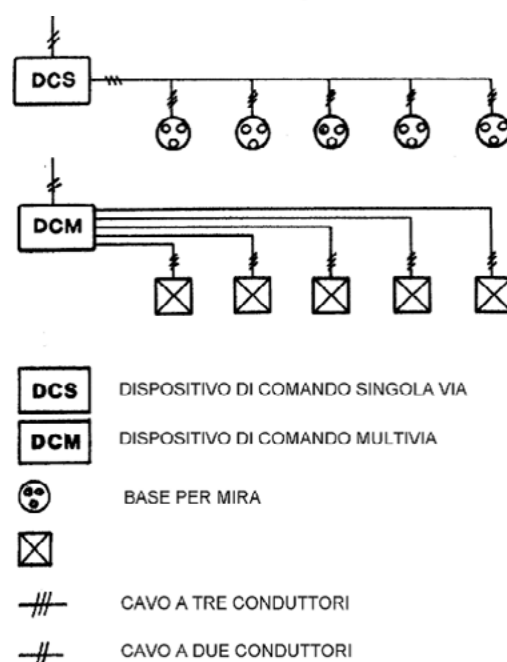 DCS
DCM
DCS DISPOSITIVO DI COMANDO SINGOLA VIA
DCM DISPOSITIVO DI COMANDO MULTIVIA
BASE PER MIRA
CAVO A TRE CONDUTTORI
CAVO A DUE CONDUTTORI